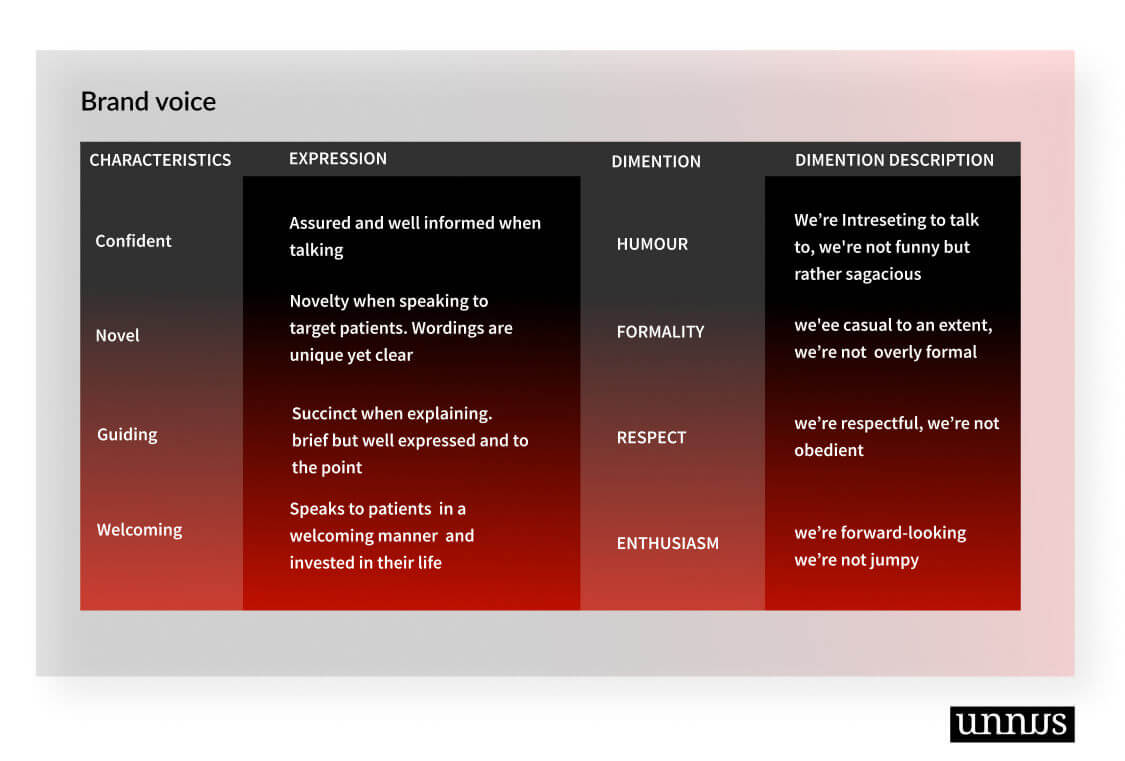 Brand voice
CHARACTERISTICS
EXPRESSION
DIMENTION
DIMENTION DESCRIPTION
Confident
Assured and well informed when
talking
HUMOUR
We're Intreseting to talk
to, we're not funny but
rather sagacious
Novel
Novelty when speaking to
target patients. Wordings are
unique yet clear
FORMALITY
we'ee casual to an extent,
we're not overly formal
Guiding
Succinct when explaining.
brief but well expressed and to
the point
RESPECT
we're respectful, we're not
obedient
Welcoming
Speaks to patients in a
welcoming manner and
invested in their life
ENTHUSIASM
we're forward-looking
we're not jumpy
unnus